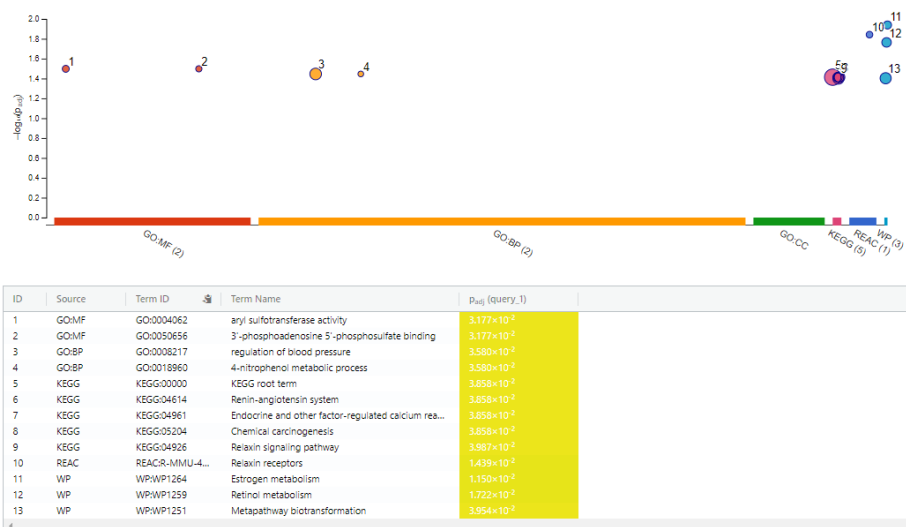 2.0
1.8
1.6
1.4
1.2
1.0
0.8
0.6
0.4
0.2
0.0
-log₁₀(p_adj)
1
2
3
4
5
9
10
11
12
13
GO:MF (2)
GO:BP (2)
GO:CC
KEGG (5)
REAC (1)
WP (3)
ID Source Term ID Term Name p_adj (query_1)
1 GO:MF GO:0004062 aryl sulfotransferase activity 3.177×10⁻²
2 GO:MF GO:0050656 3'-phosphoadenosine 5'-phosphosulfate binding 3.177×10⁻²
3 GO:BP GO:0008217 regulation of blood pressure 3.580×10⁻²
4 GO:BP GO:0018960 4-nitrophenol metabolic process 3.580×10⁻²
5 KEGG KEGG:00000 KEGG root term 3.858×10⁻²
6 KEGG KEGG:04614 Renin-angiotensin system 3.858×10⁻²
7 KEGG KEGG:04961 Endocrine and other factor-regulated calcium rea... 3.858×10⁻²
8 KEGG KEGG:05204 Chemical carcinogenesis 3.858×10⁻²
9 KEGG KEGG:04926 Relaxin signaling pathway 3.987×10⁻²
10 REAC REAC:R-MMU-4... Relaxin receptors 1.439×10⁻²
11 WP WP:WP1264 Estrogen metabolism 1.150×10⁻²
12 WP WP:WP1259 Retinol metabolism 1.722×10⁻²
13 WP WP:WP1251 Metapathway biotransformation 3.954×10⁻²